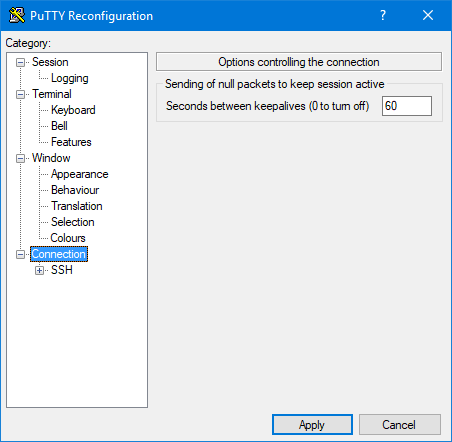 PuTTY Reconfiguration
?
Category:
Session
Logging
Terminal
Keyboard
Bell
Features
Window
Appearance
Behaviour
Translation
Selection
Colours
Connection
SSH
Options controlling the connection
Sending of null packets to keep session active
Seconds between keepalives (0 to turn off) 60
Apply Cancel